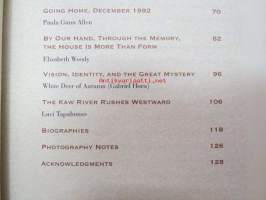 GOING HOME, DECEMBER 1992 70
Paula Gunn Allen
BY OUR HAND, THROUGH THE MEMORY,
THE HOUSE IS MORE THAN FORM 82
Elizabeth Woody
VISION, IDENTITY, AND THE GREAT MYSTERY 96
White Deer of Autumn (Gabriel Horn)
THE KAW RIVER RUSHES WESTWARD 106
Luci Tapahonso
BIOGRAPHIES 118
PHOTOGRAPHY NOTES 126
ACKNOWLEDGMENTS 128